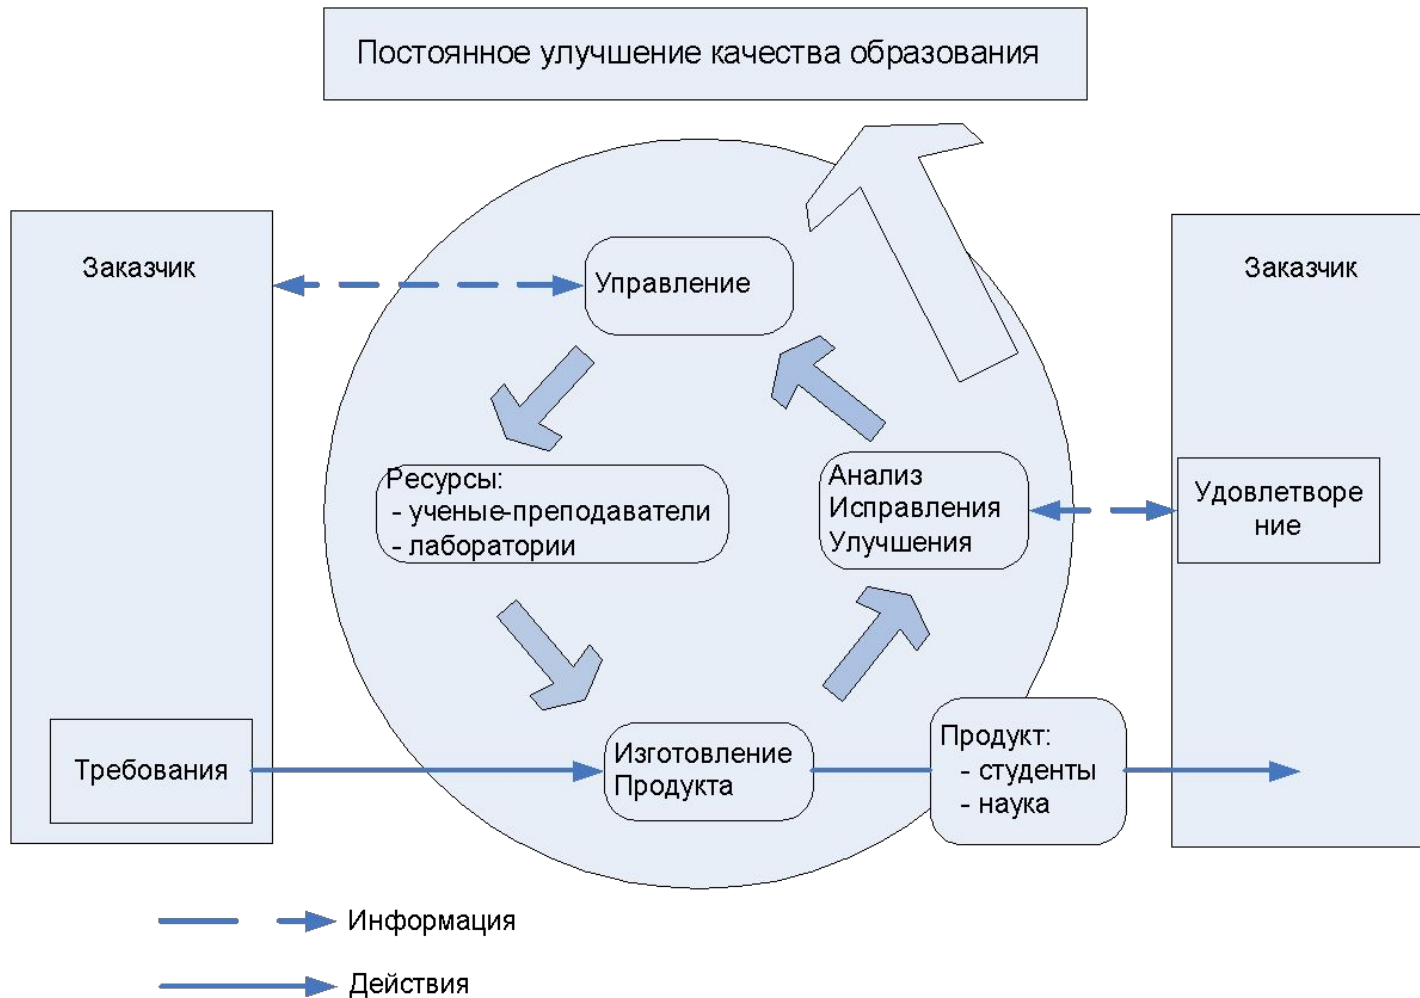 Постоянное улучшение качества образования
Заказчик
Управление
Заказчик
Ресурсы:
- ученые-преподаватели
- лаборатории
Анализ
Исправления
Улучшения
Удовлетворе
ние
Требования
Изготовление
Продукта
Продукт:
- студенты
- наука
Информация
Действия